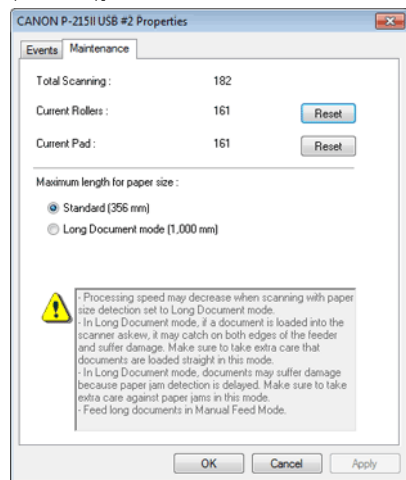 CANON P-215II USB #2 Properties
Events Maintenance
Total Scanning : 182
Current Rollers : 161 Reset
Current Pad : 161 Reset
Maximum length for paper size :
Standard (356 mm)
Long Document mode (1,000 mm)
- Processing speed may decrease when scanning with paper
size detection set to Long Document mode.
- In Long Document mode, if a document is loaded into the
scanner askew, it may catch on both edges of the feeder
and suffer damage. Make sure to take extra care that
documents are loaded straight in this mode.
- In Long Document mode, documents may suffer damage
because paper jam detection is delayed. Make sure to take
extra care against paper jams in this mode.
- Feed long documents in Manual Feed Mode.
OK Cancel Apply